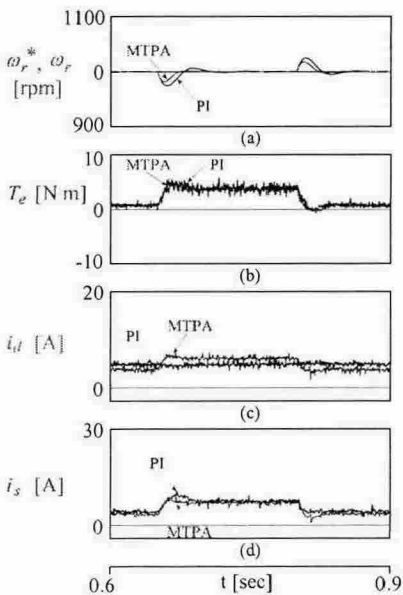 1100
MTPA
ω_r^*, ω_r
0
[rpm]
PI
900
(a)
10
MTPA PI
T_e [N m]
0
-10
(b)
20
MTPA
PI
i_d [A]
0
(c)
30
PI
i_s [A]
0
MTPA
(d)
0.6 t [sec] 0.9